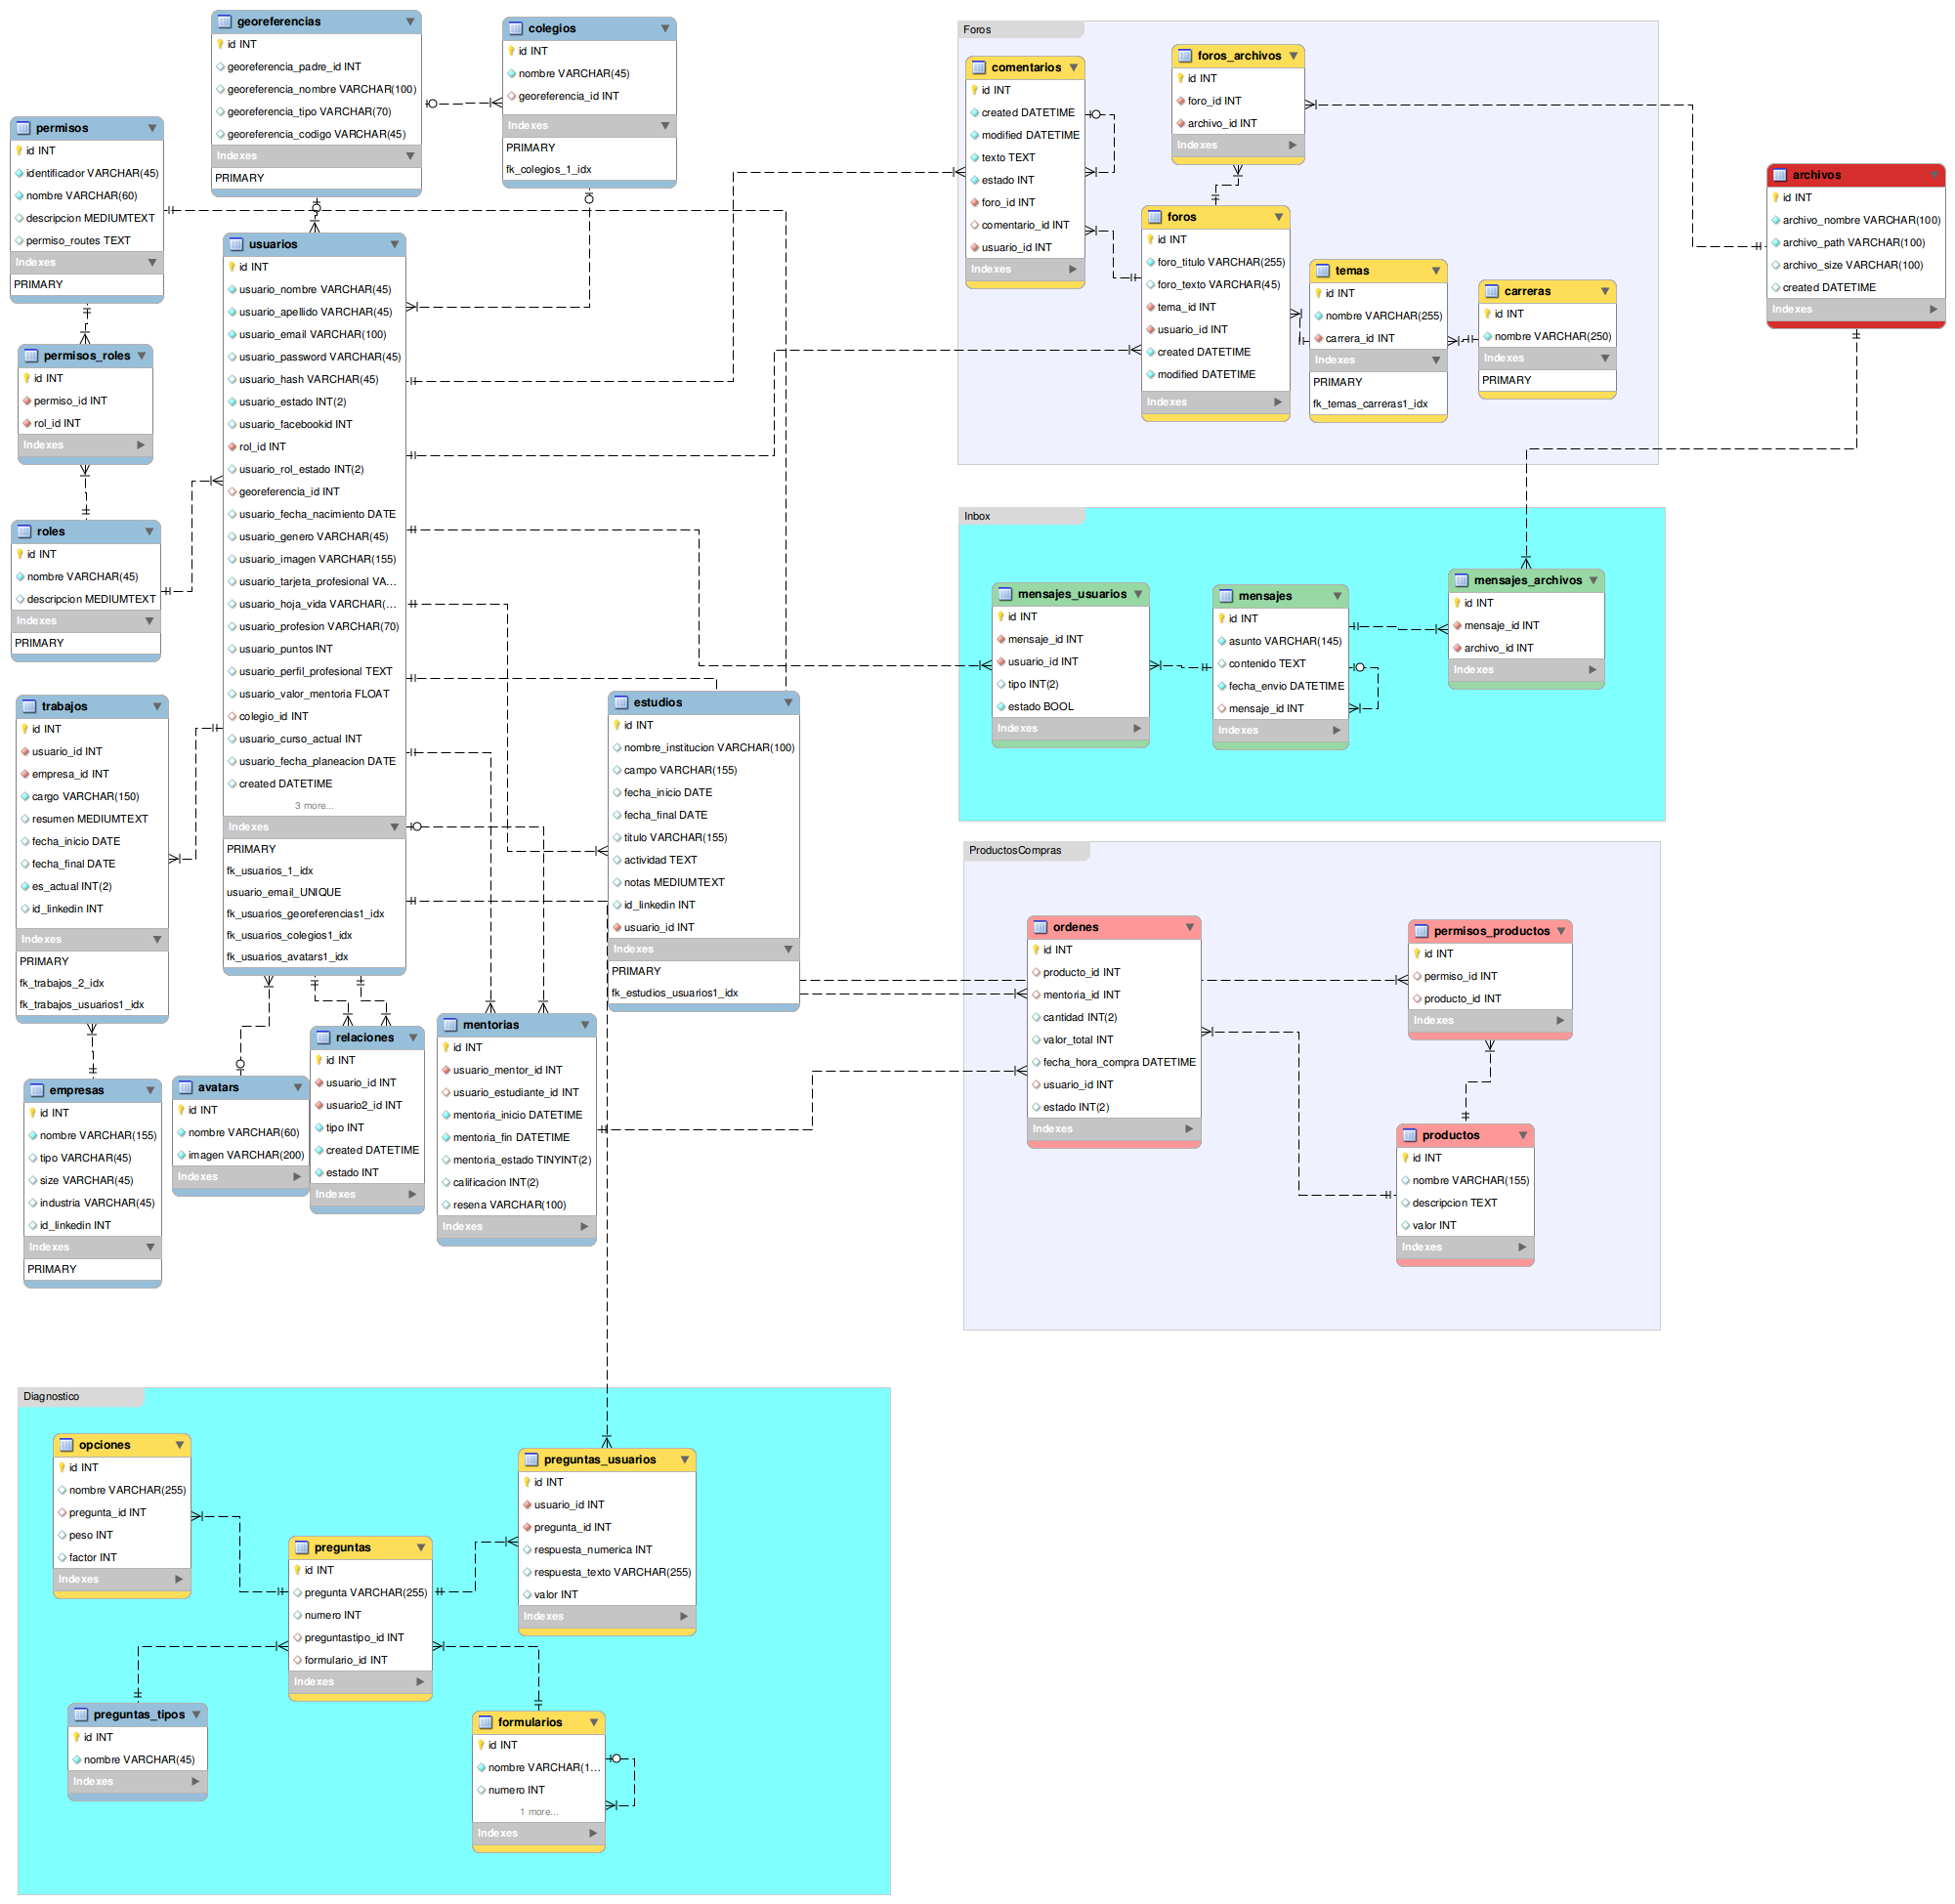 georeferencias
id INT
georeferencia_padre_id INT
georeferencia_nombre VARCHAR(100)
georeferencia_tipo VARCHAR(70)
georeferencia_codigo VARCHAR(45)
Indexes
PRIMARY
colegios
id INT
nombre VARCHAR(45)
georeferencia_id INT
Indexes
PRIMARY
fk_colegios_1_idx
permisos
id INT
identificador VARCHAR(45)
nombre VARCHAR(60)
descripcion MEDIUMTEXT
permiso_routes TEXT
Indexes
PRIMARY
permisos_roles
id INT
permiso_id INT
rol_id INT
Indexes
roles
id INT
nombre VARCHAR(45)
descripcion MEDIUMTEXT
Indexes
PRIMARY
usuarios
id INT
usuario_nombre VARCHAR(45)
usuario_apellido VARCHAR(45)
usuario_email VARCHAR(100)
usuario_password VARCHAR(45)
usuario_hash VARCHAR(45)
usuario_estado INT(2)
usuario_facebookid INT
rol_id INT
usuario_rol_estado INT(2)
georeferencia_id INT
usuario_fecha_nacimiento DATE
usuario_genero VARCHAR(45)
usuario_imagen VARCHAR(155)
usuario_tarjeta_profesional VA...
usuario_hoja_vida VARCHAR(...
usuario_profesion VARCHAR(70)
usuario_puntos INT
usuario_perfil_profesional TEXT
usuario_valor_mentoria FLOAT
colegio_id INT
usuario_curso_actual INT
usuario_fecha_planeacion DATE
created DATETIME
3 more...
Indexes
PRIMARY
fk_usuarios_1_idx
usuario_email_UNIQUE
fk_usuarios_georeferencias1_idx
fk_usuarios_colegios1_idx
fk_usuarios_avatars1_idx
trabajos
id INT
usuario_id INT
empresa_id INT
cargo VARCHAR(150)
resumen MEDIUMTEXT
fecha_inicio DATE
fecha_final DATE
es_actual INT(2)
id_linkedin INT
Indexes
PRIMARY
fk_trabajos_2_idx
fk_trabajos_usuarios1_idx
empresas
id INT
nombre VARCHAR(155)
tipo VARCHAR(45)
size VARCHAR(45)
industria VARCHAR(45)
id_linkedin INT
Indexes
PRIMARY
avatars
id INT
nombre VARCHAR(60)
imagen VARCHAR(200)
Indexes
relaciones
id INT
usuario_id INT
usuario2_id INT
tipo INT
created DATETIME
estado INT
Indexes
mentorias
id INT
usuario_mentor_id INT
usuario_estudiante_id INT
mentoria_inicio DATETIME
mentoria_fin DATETIME
mentoria_estado TINYINT(2)
calificacion INT(2)
resena VARCHAR(100)
Indexes
estudios
id INT
nombre_institucion VARCHAR(100)
campo VARCHAR(155)
fecha_inicio DATE
fecha_final DATE
titulo VARCHAR(155)
actividad TEXT
notas MEDIUMTEXT
id_linkedin INT
usuario_id INT
Indexes
PRIMARY
fk_estudios_usuarios1_idx
Foros
comentarios
id INT
created DATETIME
modified DATETIME
texto TEXT
estado INT
foro_id INT
comentario_id INT
usuario_id INT
Indexes
foros_archivos
id INT
foro_id INT
archivo_id INT
Indexes
foros
id INT
foro_titulo VARCHAR(255)
foro_texto VARCHAR(45)
tema_id INT
usuario_id INT
created DATETIME
modified DATETIME
Indexes
temas
id INT
nombre VARCHAR(255)
carrera_id INT
Indexes
PRIMARY
fk_temas_carreras1_idx
carreras
id INT
nombre VARCHAR(250)
Indexes
PRIMARY
archivos
id INT
archivo_nombre VARCHAR(100)
archivo_path VARCHAR(100)
archivo_size VARCHAR(100)
created DATETIME
Indexes
Inbox
mensajes_usuarios
id INT
mensaje_id INT
usuario_id INT
tipo INT(2)
estado BOOL
Indexes
mensajes
id INT
asunto VARCHAR(145)
contenido TEXT
fecha_envio DATETIME
mensaje_id INT
Indexes
mensajes_archivos
id INT
mensaje_id INT
archivo_id INT
Indexes
ProductosCompras
ordenes
id INT
producto_id INT
mentoria_id INT
cantidad INT(2)
valor_total INT
fecha_hora_compra DATETIME
usuario_id INT
estado INT(2)
Indexes
permisos_productos
id INT
permiso_id INT
producto_id INT
Indexes
productos
id INT
nombre VARCHAR(155)
descripcion TEXT
valor INT
Indexes
Diagnostico
opciones
id INT
nombre VARCHAR(255)
pregunta_id INT
peso INT
factor INT
Indexes
preguntas
id INT
pregunta VARCHAR(255)
numero INT
preguntastipo_id INT
formulario_id INT
Indexes
preguntas_usuarios
id INT
usuario_id INT
pregunta_id INT
respuesta_numerica INT
respuesta_texto VARCHAR(255)
valor INT
Indexes
preguntas_tipos
id INT
nombre VARCHAR(45)
Indexes
formularios
id INT
nombre VARCHAR(1...
numero INT
1 more...
Indexes